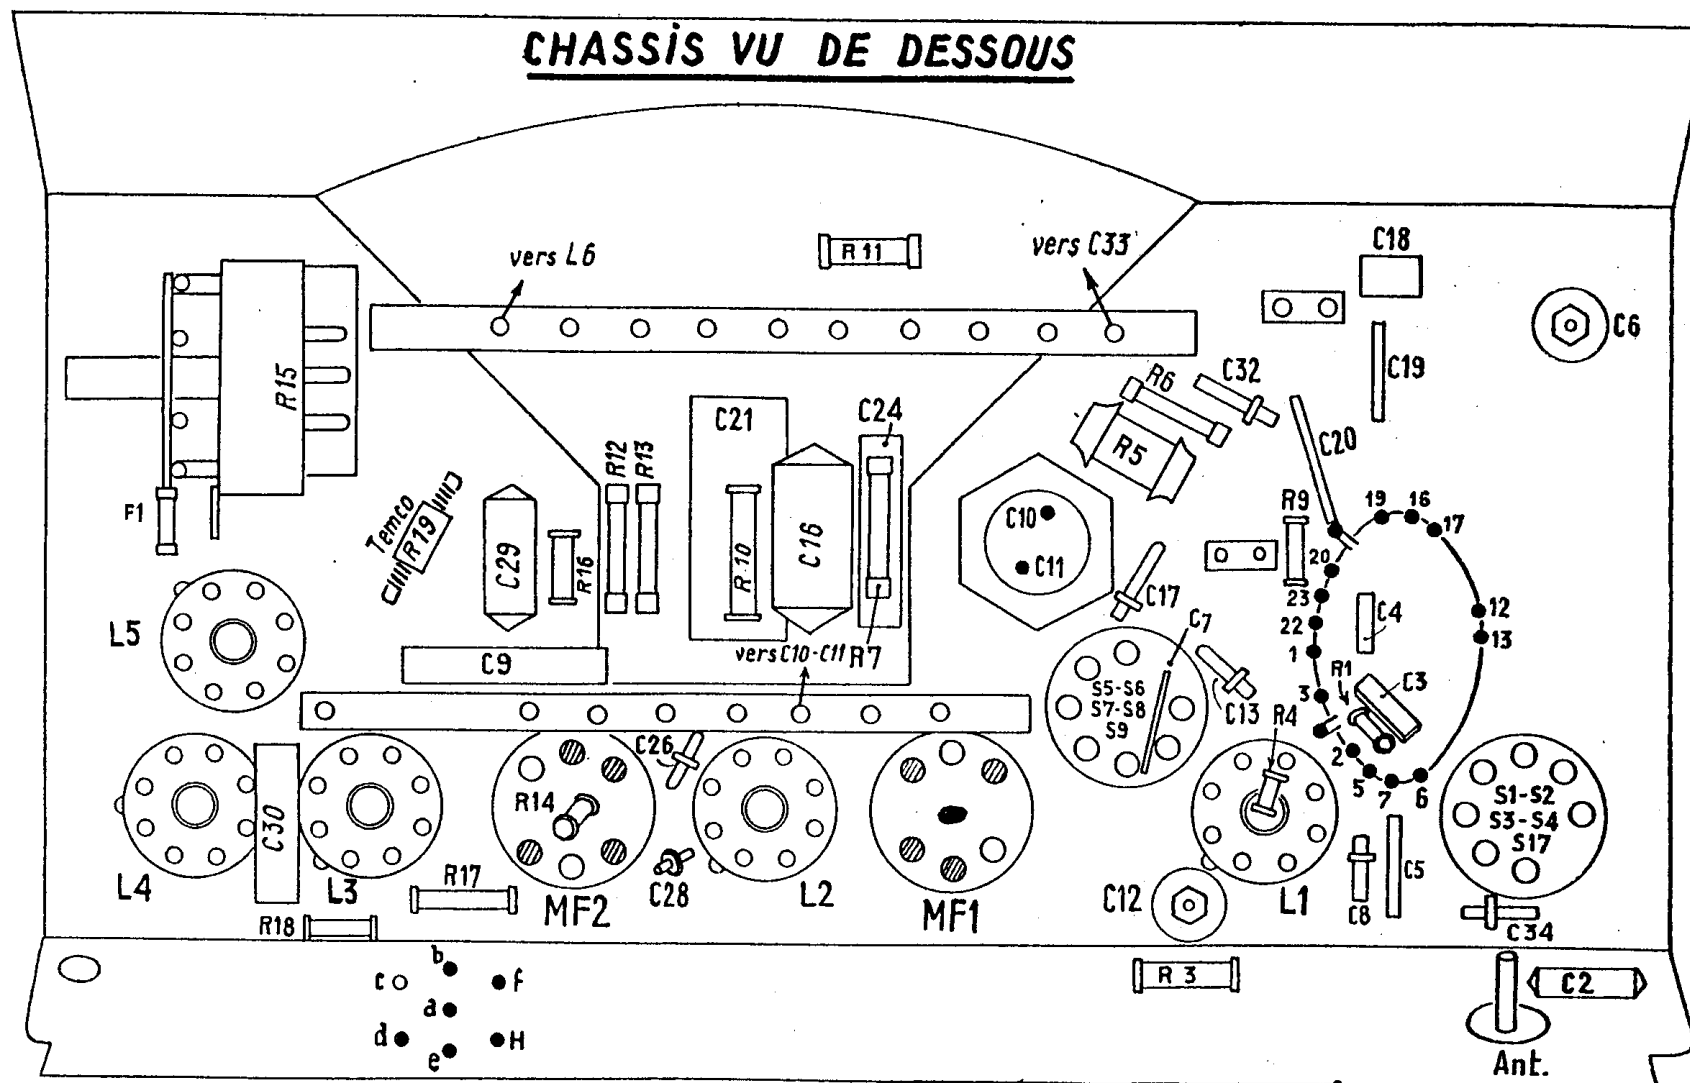 CHASSiS VU DE DESSOUS
vers L6
R 11
vers C33
C18
C6
C19
R15
C32
R6
C21
C24
R5
C20
R12
R13
F1
Temco
R19
C29
R16
R 10
C16
C10
C11
R9
19
16
17
20
23
22
1
3
2
5
7
6
12
13
C17
C4
C7
L5
C9
vers C10-C11
R7
S5-S6
S7-S8
S9
C13
R1
C3
R4
C26
R14
C30
S1-S2
S3-S4
S17
L4
L3
R17
MF2
C28
L2
MF1
C12
L1
C8
C5
C34
R18
b
c
f
a
d
H
e
R 3
C2
Ant.